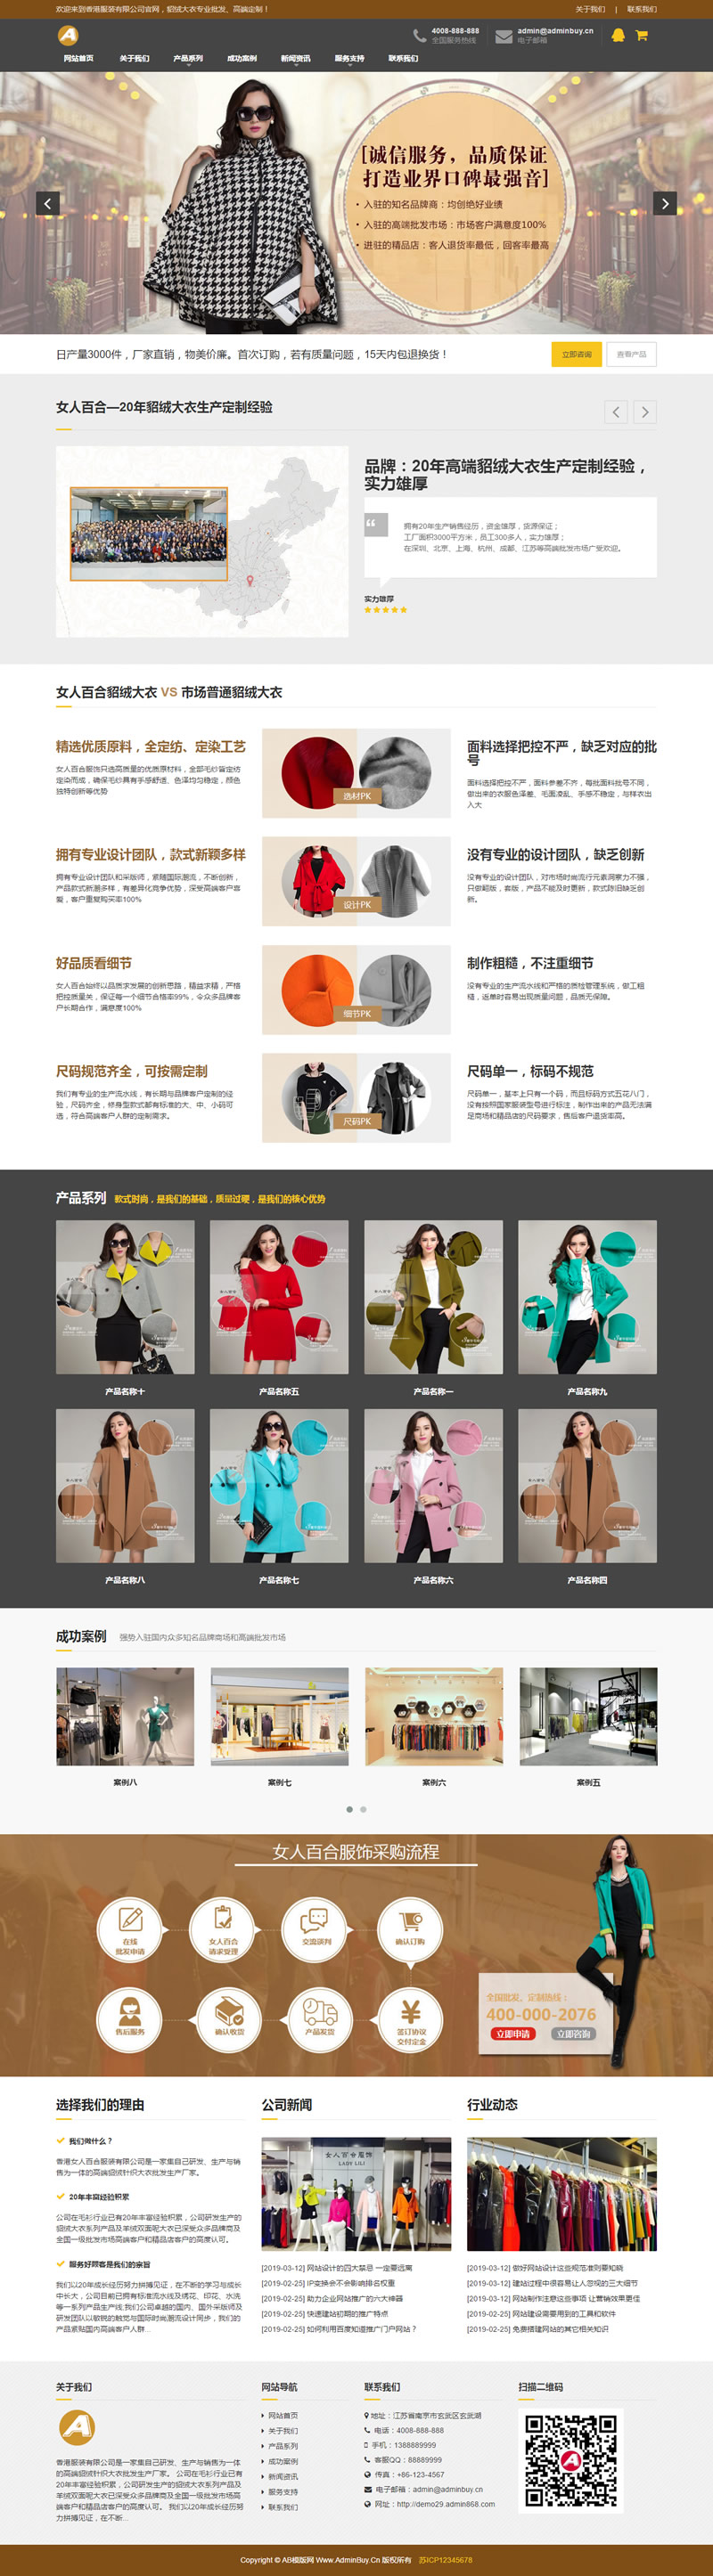 欢迎来到香港服装有限公司官网，貂绒大衣专业批发、高端定制！
关于我们 | 联系我们
4008-888-888
全国服务热线
admin@adminbuy.cn
电子邮箱
网站首页 关于我们 产品系列 成功案例 新闻资讯 服务支持 联系我们
[诚信服务，品质保证
打造业界口碑最强音]
• 入驻的知名品牌商：均创绝好业绩
• 入驻的高端批发市场：市场客户满意度100%
• 进驻的精品店：客人退货率最低，回客率最高
日产量3000件，厂家直销，物美价廉。首次订购，若有质量问题，15天内包退换货！
立即咨询 查看产品
女人百合—20年貂绒大衣生产定制经验
品牌：20年高端貂绒大衣生产定制经验，
实力雄厚
拥有20年生产销售经历，资金雄厚，货源保证；
工厂面积3000平方米，员工300多人，实力雄厚；
在深圳、北京、上海、杭州、成都、江苏等高端批发市场广受欢迎。
实力雄厚
女人百合貂绒大衣 VS 市场普通貂绒大衣
精选优质原料，全定纺、定染工艺
女人百合服饰只选高质量的优质原材料，全部毛纱皆定纺
定染而成，确保毛纱具有手感舒适、色泽均匀稳定，颜色
独特创新等优势
选材PK
面料选择把控不严，缺乏对应的批
号
面料选择把控不严，面料参差不齐，每批面料批号不同，
做出来的衣服色泽差、毛面凌乱、手感不稳定，与样衣出
入大
拥有专业设计团队，款式新颖多样
拥有专业设计团队和采版师，紧随国际潮流，不断创新，
产品款式新潮多样，有差异化竞争优势，深受高端客户喜
爱，客户重复购买率100%
设计PK
没有专业的设计团队，缺乏创新
没有专业的设计团队，对市场时尚流行元素洞察力不强，
只做翻版，套版，产品不能及时更新，款式陈旧缺乏创
新。
好品质看细节
女人百合始终以品质求发展的创新思路，精益求精，严格
把控质量关，保证每一个细节合格率99%，令众多品牌客
户长期合作，满意度100%
细节PK
制作粗糙，不注重细节
没有专业的生产流水线和严格的质检管理系统，做工粗
糙，返单时容易出现质量问题，品质无保障。
尺码规范齐全，可按需定制
我们有专业的生产流水线，有长期与品牌客户定制的经
验，尺码齐全，修身型款式都有标准的大、中、小码可
选，符合高端客户人群的定制需求。
尺码PK
尺码单一，标码不规范
尺码单一，基本上只有一个码，而且标码方式五花八门，
没有按照国家服装型号进行标注，制作出来的产品无法满
足商场和精品店的尺码要求，售后客户退货率高。
产品系列 款式时尚，是我们的基础，质量过硬，是我们的核心优势
产品名称十 产品名称五 产品名称一 产品名称九
产品名称八 产品名称七 产品名称六 产品名称四
成功案例 强势入驻国内众多知名品牌商场和高端批发市场
案例八 案例七 案例六 案例五
女人百合服饰采购流程
在线
批发申请
女人百合
请求受理
交流谈判
确认订购
售后服务
确认收货
产品发货
签订协议
交付定金
全国批发、定制热线：
400-000-2076
立即申请 立即咨询
选择我们的理由
我们做什么？
香港女人百合服装有限公司是一家集自己研发、生产与销
售为一体的高端貂绒针织大衣批发生产厂家。
20年丰富经验积累
公司在毛衫行业已有20年丰富经验积累，公司研发生产的
貂绒大衣系列产品及羊绒双面呢大衣已深受众多品牌商及
全国一级批发市场高端客户和精品店客户的高度认可。
服务好顾客是我们的宗旨
我们以20年成长经历努力拼搏见证，在不断的学习与成长
中长大，公司目前已拥有标准流水线及绣花、印花、水洗
等一系列产品生产线.我们公司卓越的国内、国外采版师及
研发团队以敏锐的触觉与国际时尚潮流设计同步，我们的
产品紧贴国内高端客户人群...
公司新闻
女人百合服饰
LADY LILI
[2019-03-12] 网站设计的四大禁忌 一定要远离
[2019-02-25] IP变换会不会影响排名权重
[2019-02-25] 助力企业网站推广的六大神器
[2019-02-25] 快速建站初期的推广特点
[2019-02-25] 如何利用百度知道推广门户网站？
行业动态
[2019-03-12] 做好网站设计这些规范准则要知晓
[2019-03-12] 建站过程中很容易让人忽视的三大细节
[2019-03-12] 网站制作注意这些事项 让营销效果更佳
[2019-02-25] 网站建设需要用到的工具和软件
[2019-02-25] 免费搭建网站的其它相关知识
关于我们
香港服装有限公司是一家集自己研发、生产与销售为一体
的高端貂绒针织大衣批发生产厂家。 公司在毛衫行业已有
20年丰富经验积累，公司研发生产的貂绒大衣系列产品及
羊绒双面呢大衣已深受众多品牌商及全国一级批发市场高
端客户和精品店客户的高度认可。 我们以20年成长经历努
力拼搏见证，在不断...
网站导航
网站首页
关于我们
产品系列
成功案例
新闻资讯
服务支持
联系我们
联系我们
地址：江苏省南京市玄武区玄武湖
电话：4008-888-888
手机：1388889999
客服QQ：88889999
传真：+86-123-4567
电子邮箱：admin@adminbuy.cn
网址：http://demo29.admin868.com
扫描二维码
Copyright © AB模版网 Www.AdminBuy.Cn 版权所有 苏ICP12345678